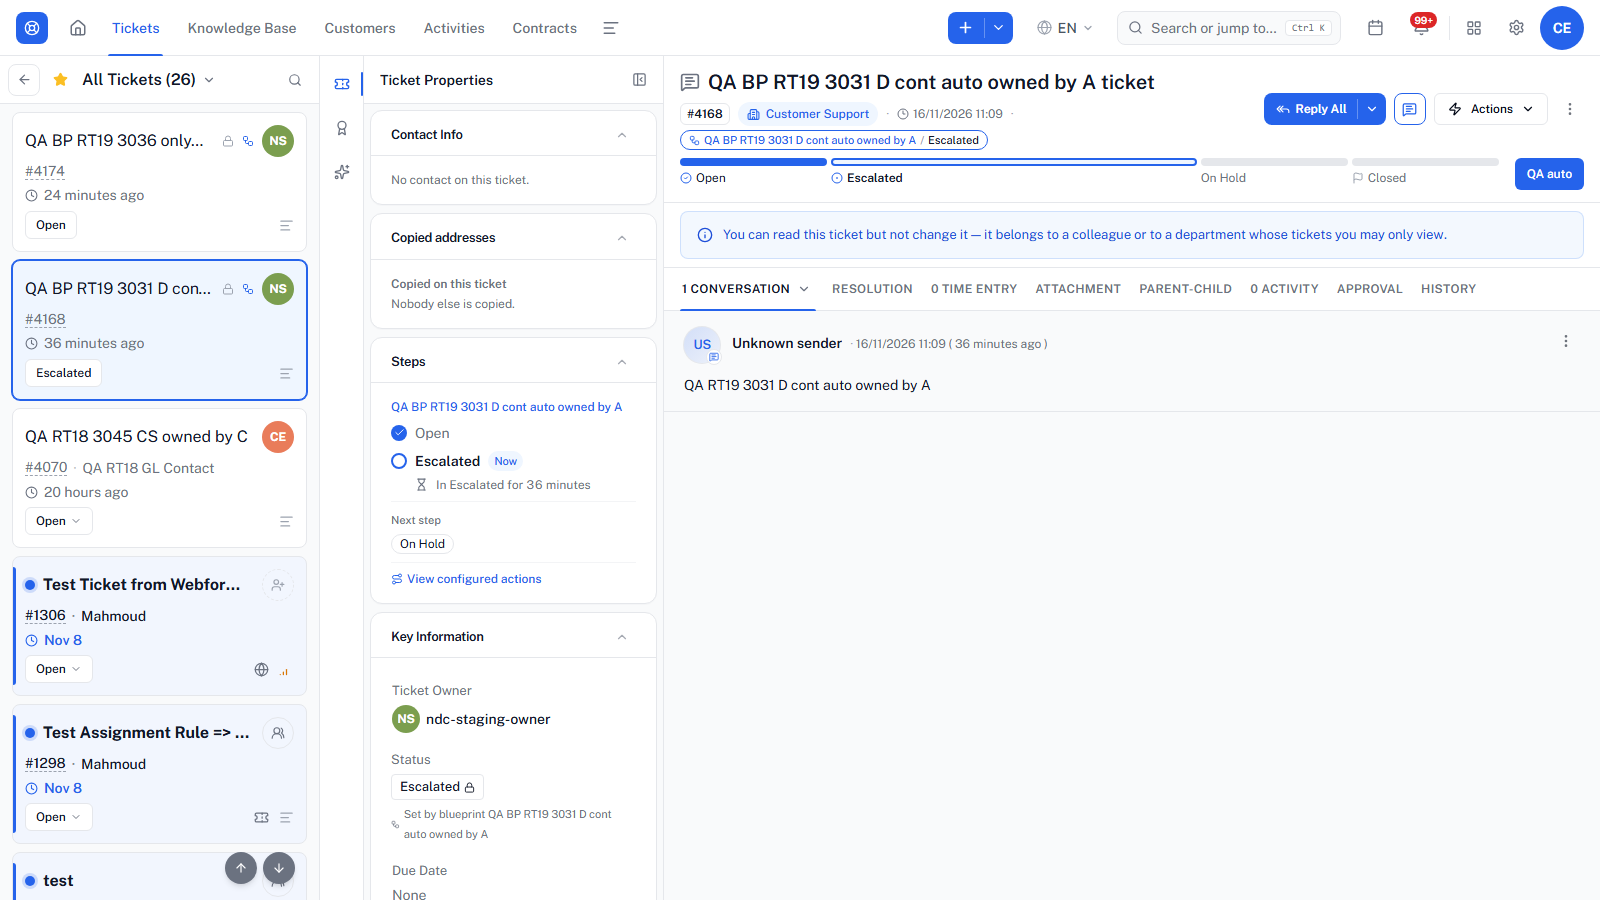 Tickets
Knowledge Base
Customers
Activities
Contracts
EN
Search or jump to...
Ctrl K
99+
CE
All Tickets (26)
QA BP RT19 3036 only...
NS
#4174
24 minutes ago
Open
QA BP RT19 3031 D con...
NS
#4168
36 minutes ago
Escalated
QA RT18 3045 CS owned by C
CE
#4070 · QA RT18 GL Contact
20 hours ago
Open
Test Ticket from Webfor...
#1306 · Mahmoud
Nov 8
Open
Test Assignment Rule => ...
#1298 · Mahmoud
Nov 8
Open
test
Ticket Properties
Contact Info
No contact on this ticket.
Copied addresses
Copied on this ticket
Nobody else is copied.
Steps
QA BP RT19 3031 D cont auto owned by A
Open
Escalated
Now
In Escalated for 36 minutes
Next step
On Hold
View configured actions
Key Information
Ticket Owner
NS ndc-staging-owner
Status
Escalated
Set by blueprint QA BP RT19 3031 D cont
auto owned by A
Due Date
None
QA BP RT19 3031 D cont auto owned by A ticket
#4168
Customer Support
· 16/11/2026 11:09 ·
QA BP RT19 3031 D cont auto owned by A / Escalated
Reply All
Actions
Open
Escalated
On Hold
Closed
QA auto
You can read this ticket but not change it — it belongs to a colleague or to a department whose tickets you may only view.
1 CONVERSATION
RESOLUTION
0 TIME ENTRY
ATTACHMENT
PARENT-CHILD
0 ACTIVITY
APPROVAL
HISTORY
US
Unknown sender · 16/11/2026 11:09 ( 36 minutes ago )
QA RT19 3031 D cont auto owned by A